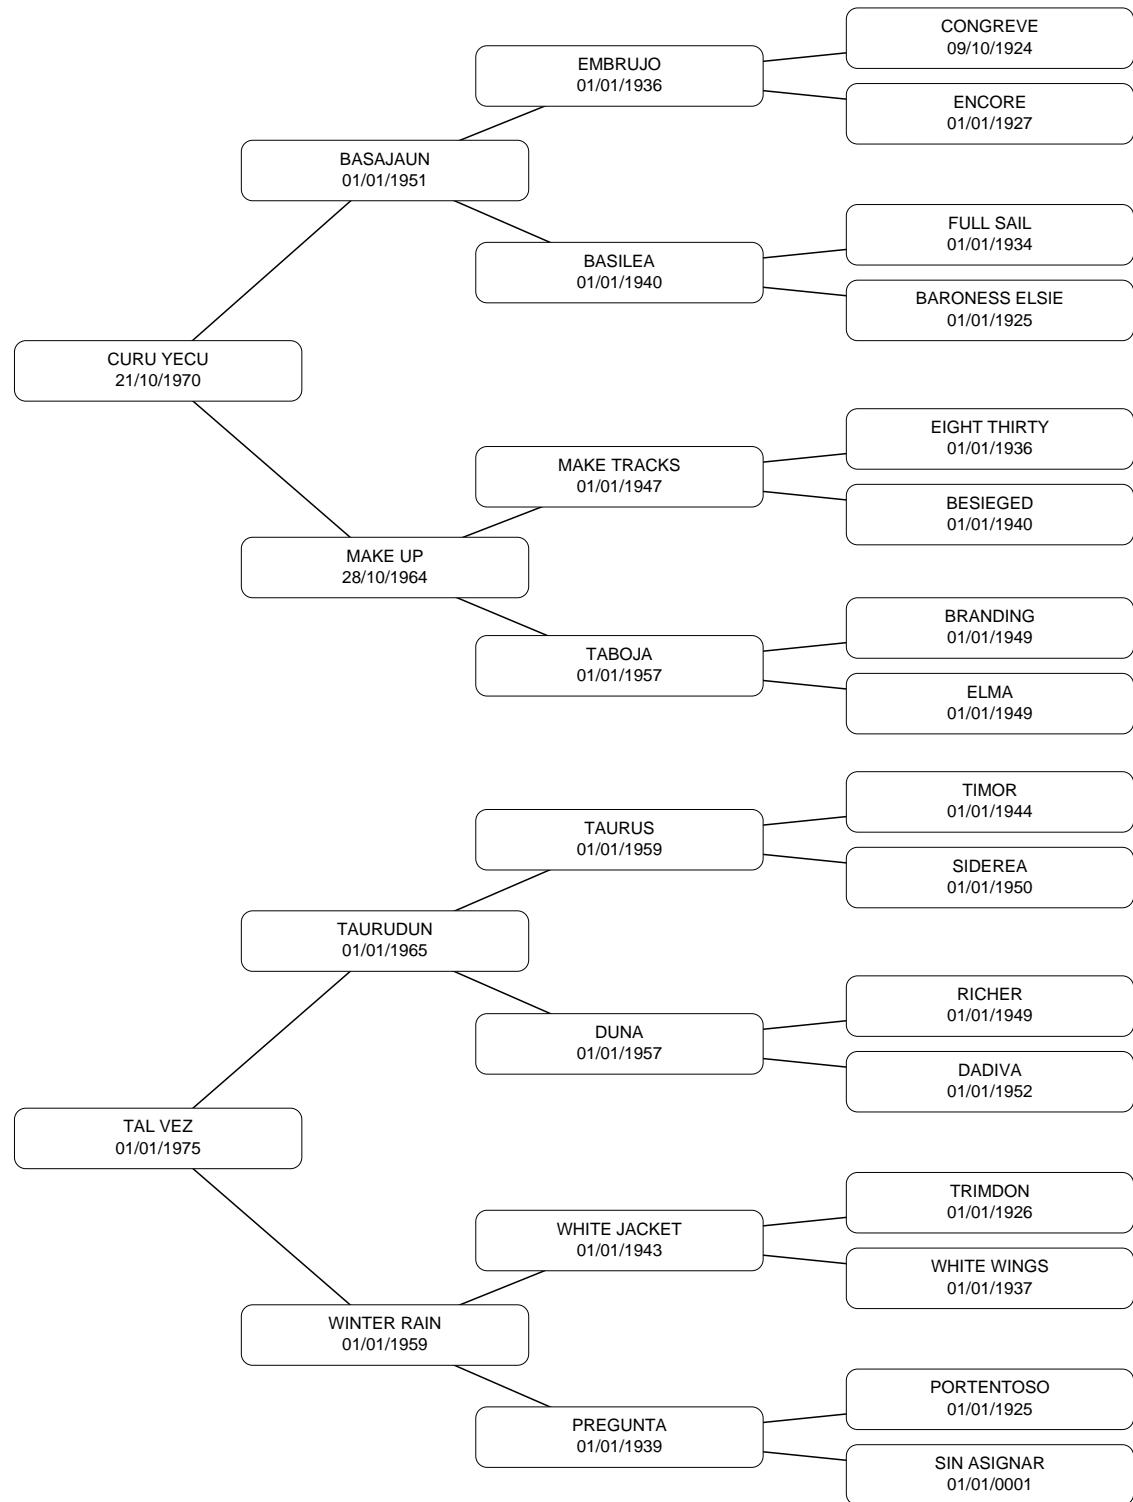 CONGREVE
09/10/1924
EMBRUJO
01/01/1936
ENCORE
01/01/1927
BASAJAUN
01/01/1951
FULL SAIL
01/01/1934
BASILEA
01/01/1940
BARONESS ELSIE
01/01/1925
CURU YECU
21/10/1970
EIGHT THIRTY
01/01/1936
MAKE TRACKS
01/01/1947
BESIEGED
01/01/1940
MAKE UP
28/10/1964
BRANDING
01/01/1949
TABOJA
01/01/1957
ELMA
01/01/1949
TIMOR
01/01/1944
TAURUS
01/01/1959
SIDEREA
01/01/1950
TAURUDUN
01/01/1965
RICHER
01/01/1949
DUNA
01/01/1957
DADIVA
01/01/1952
TAL VEZ
01/01/1975
TRIMDON
01/01/1926
WHITE JACKET
01/01/1943
WHITE WINGS
01/01/1937
WINTER RAIN
01/01/1959
PORTENTOSO
01/01/1925
PREGUNTA
01/01/1939
SIN ASIGNAR
01/01/0001